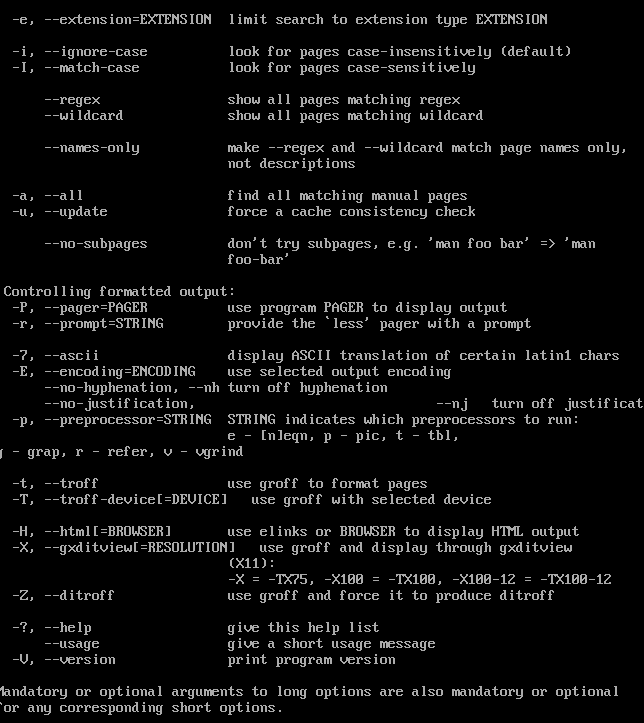 -e, --extension=EXTENSION  limit search to extension type EXTENSION
-i, --ignore-case          look for pages case-insensitively (default)
-I, --match-case           look for pages case-sensitively
--regex                show all pages matching regex
--wildcard             show all pages matching wildcard
--names-only           make --regex and --wildcard match page names only,
not descriptions
-a, --all                  find all matching manual pages
-u, --update               force a cache consistency check
--no-subpages          don't try subpages, e.g. 'man foo bar' => 'man
foo-bar'
Controlling formatted output:
-P, --pager=PAGER          use program PAGER to display output
-r, --prompt=STRING        provide the `less' pager with a prompt
-7, --ascii                display ASCII translation of certain latin1 chars
-E, --encoding=ENCODING    use selected output encoding
--no-hyphenation, --nh turn off hyphenation
--no-justification,                              --nj   turn off justificat
-p, --preprocessor=STRING  STRING indicates which preprocessors to run:
e - [n]eqn, p - pic, t - tbl,
g - grap, r - refer, v - vgrind
-t, --troff                use groff to format pages
-T, --troff-device[=DEVICE]   use groff with selected device
-H, --html[=BROWSER]       use elinks or BROWSER to display HTML output
-X, --gxditview[=RESOLUTION]   use groff and display through gxditview
(X11):
-X = -TX75, -X100 = -TX100, -X100-12 = -TX100-12
-Z, --ditroff              use groff and force it to produce ditroff
-?, --help                 give this help list
--usage                give a short usage message
-V, --version              print program version
Mandatory or optional arguments to long options are also mandatory or optional
for any corresponding short options.